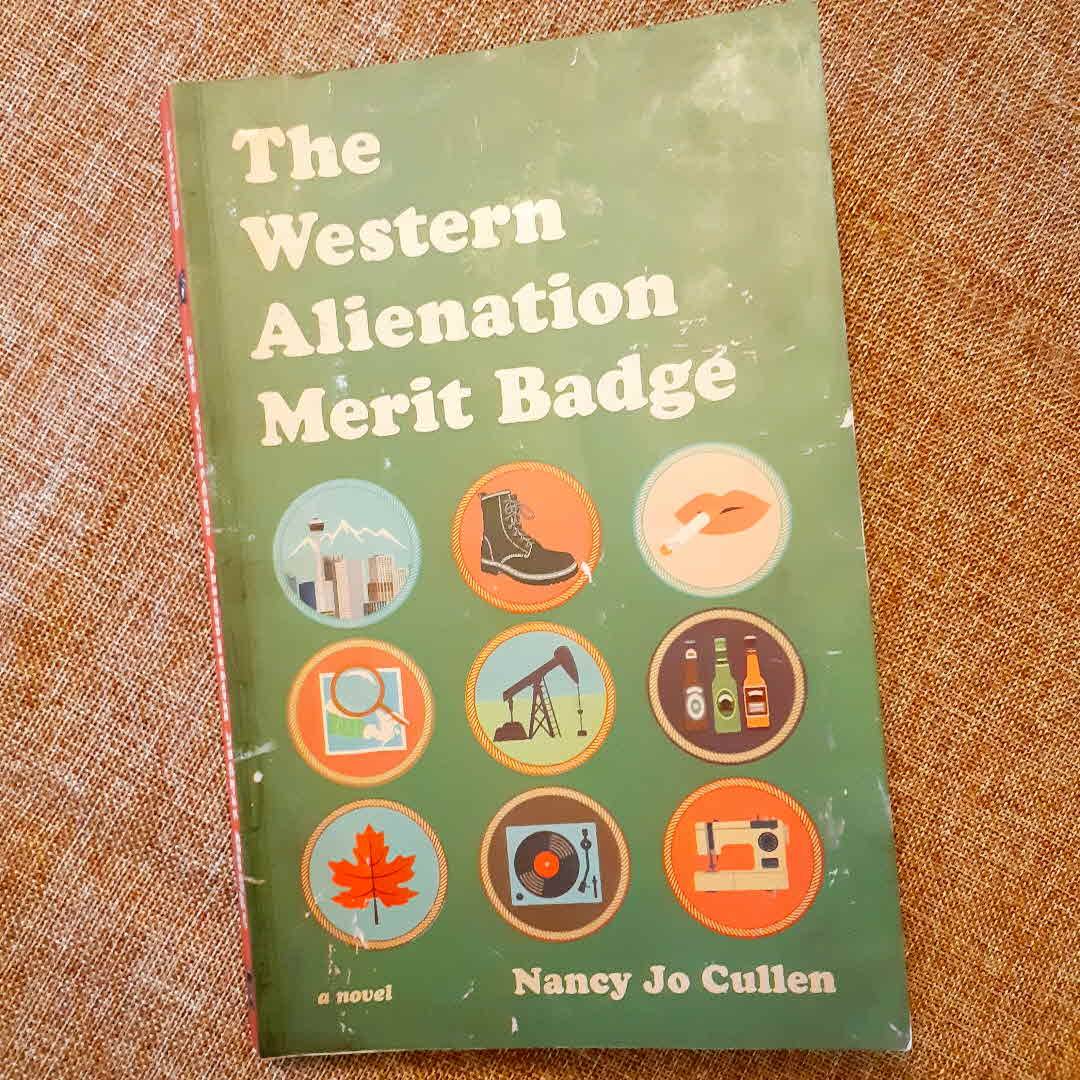 The
Western
Alienation
Merit Badge
a novel
Nancy Jo Cullen